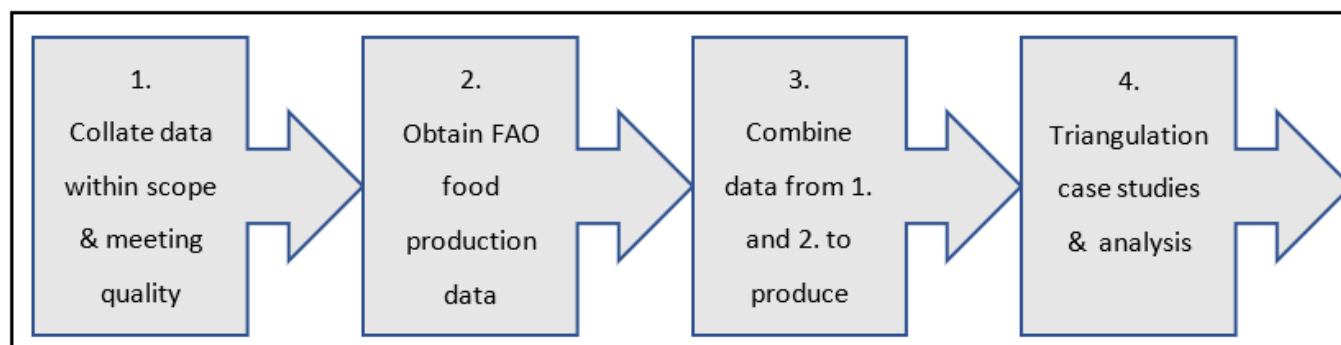 1.
Collate data
within scope
& meeting
quality
2.
Obtain FAO
food
production
data
3.
Combine
data from 1.
and 2. to
produce
4.
Triangulation
case studies
& analysis